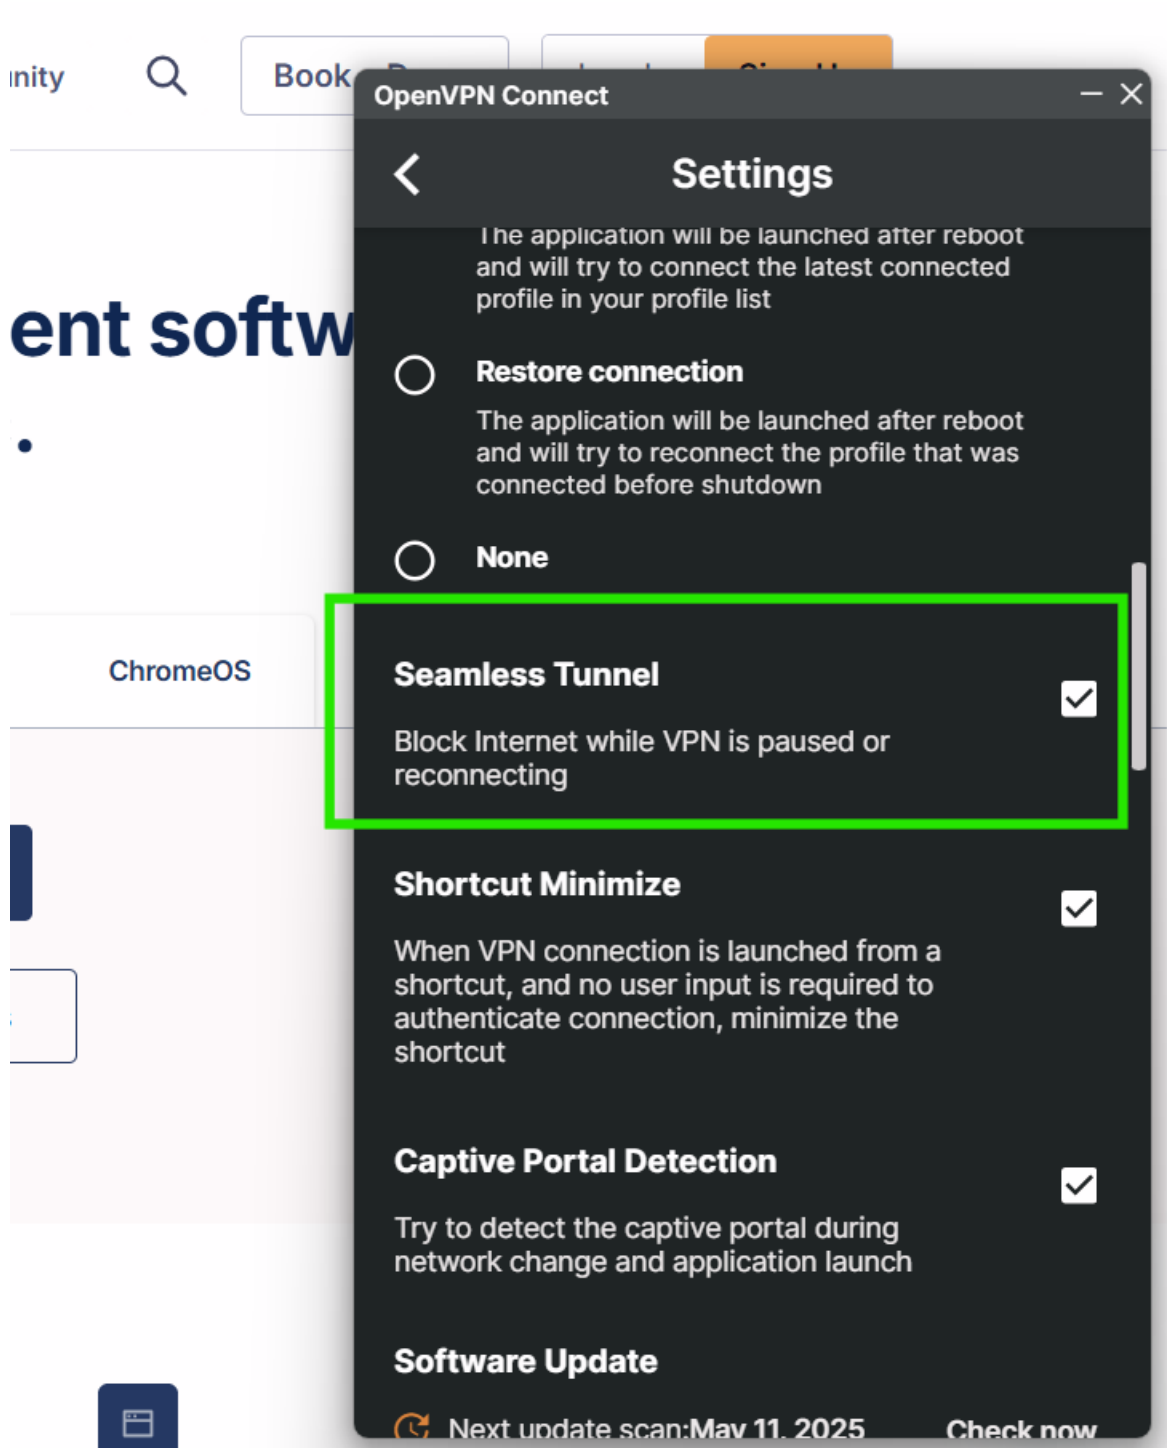 unity
Book
OpenVPN Connect
Settings
The application will be launched after reboot
and will try to connect the latest connected
profile in your profile list
ent softw
Restore connection
The application will be launched after reboot
and will try to reconnect the profile that was
connected before shutdown
.
None
ChromeOS
Seamless Tunnel
Block Internet while VPN is paused or
reconnecting
Shortcut Minimize
When VPN connection is launched from a
shortcut, and no user input is required to
authenticate connection, minimize the
shortcut
Captive Portal Detection
Try to detect the captive portal during
network change and application launch
Software Update
Next update scan:May 11, 2025
Check now